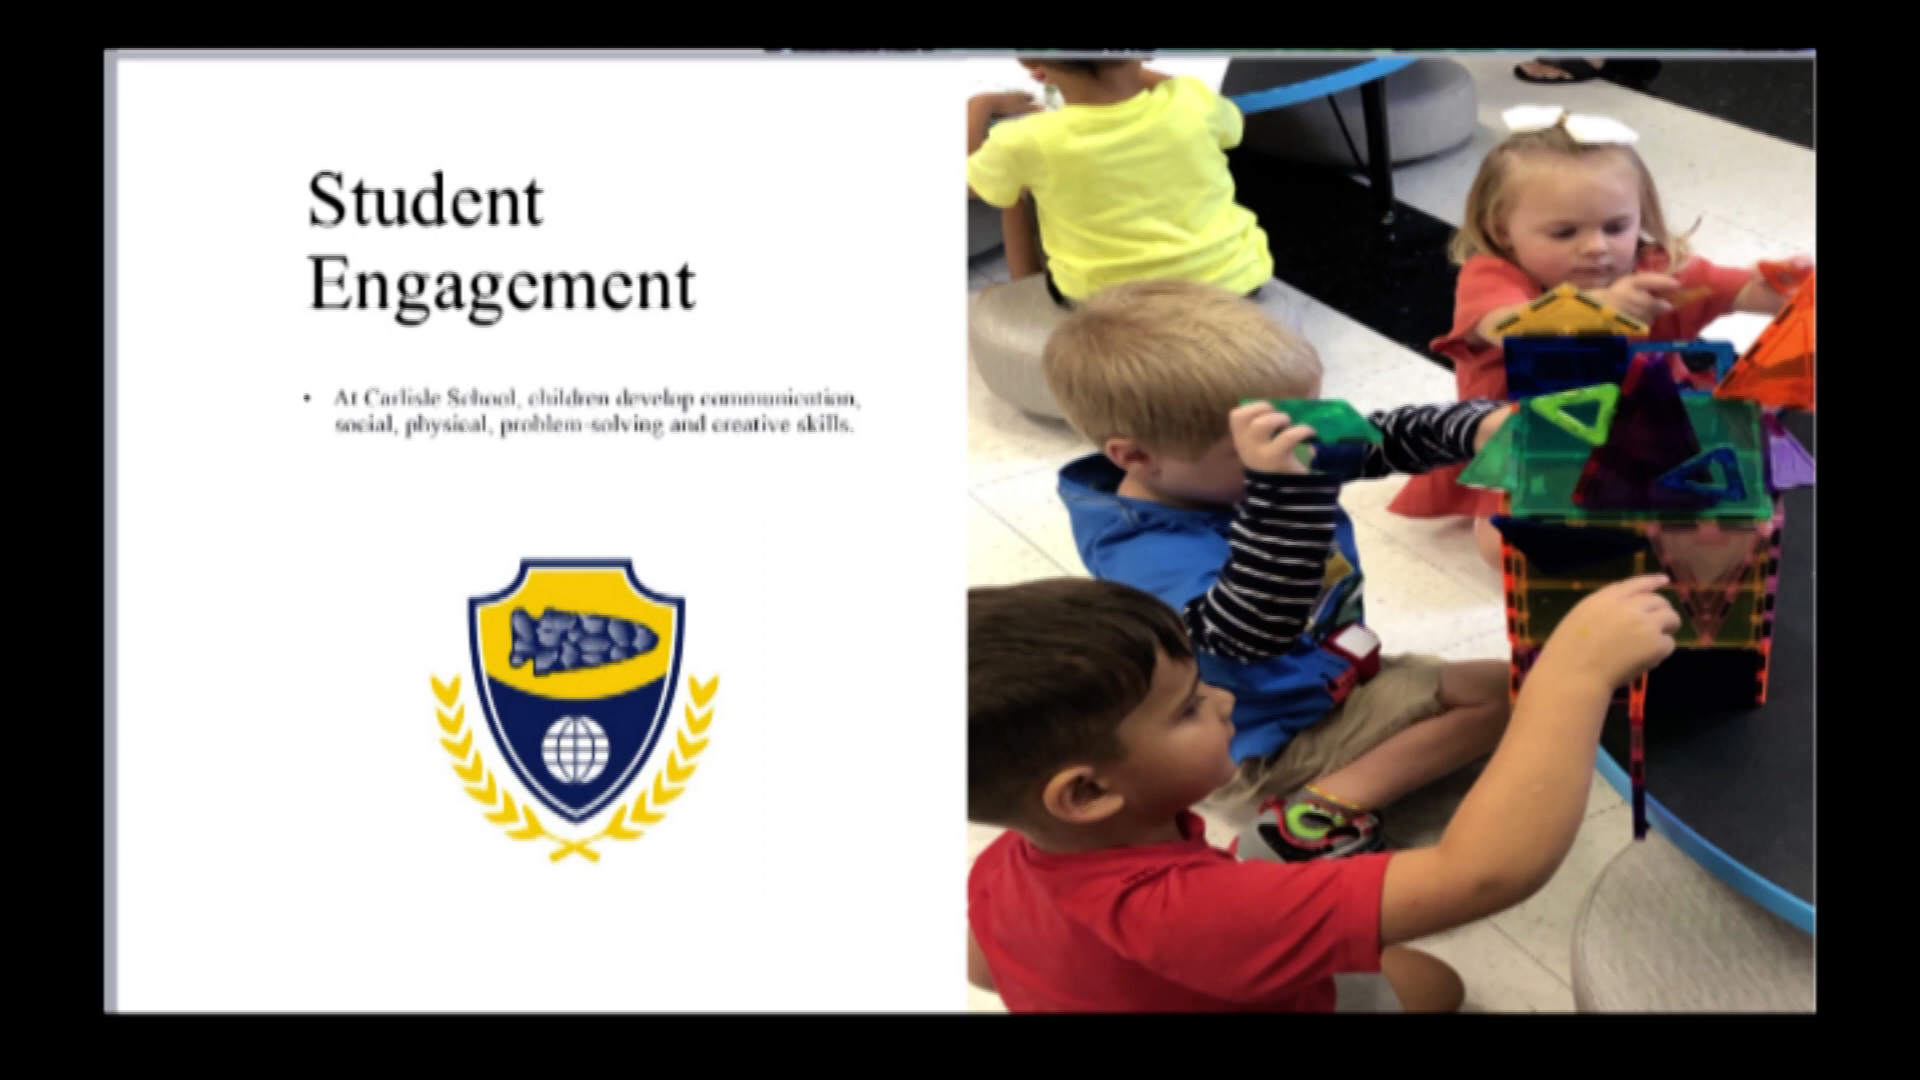 Student
Engagement
• At Carlisle School, children develop communication,
social, physical, problem-solving and creative skills.